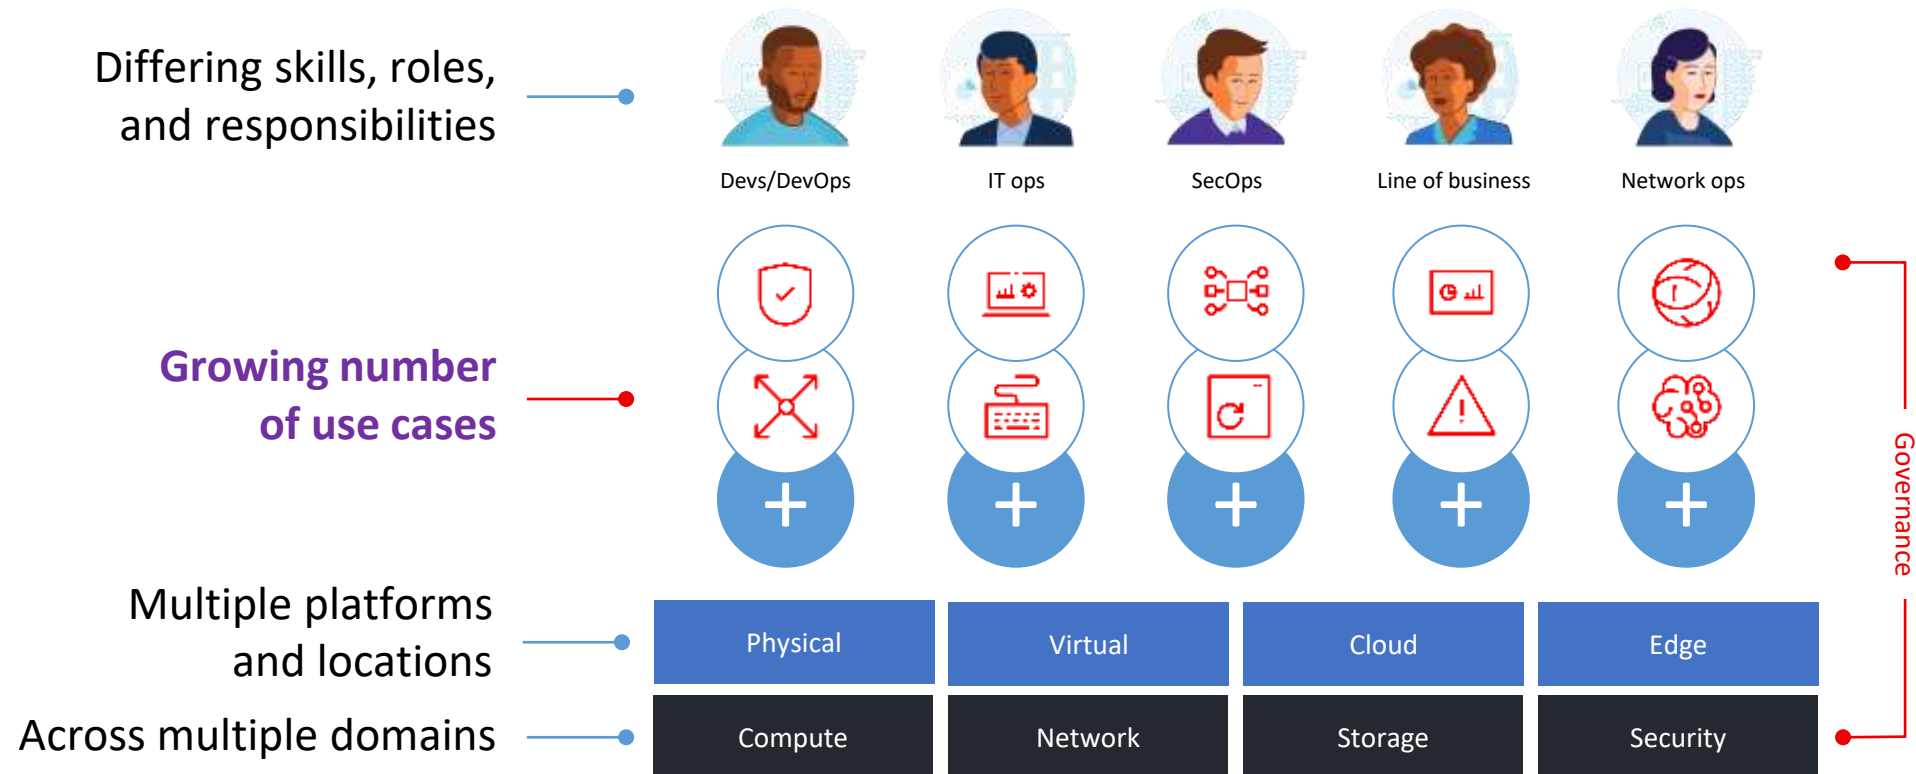 Differing skills, roles,
and responsibilities
Devs/DevOps
IT ops
SecOps
Line of business
Network ops
Growing number
of use cases
Governance
Multiple platforms
and locations
Physical
Virtual
Cloud
Edge
Across multiple domains
Compute
Network
Storage
Security